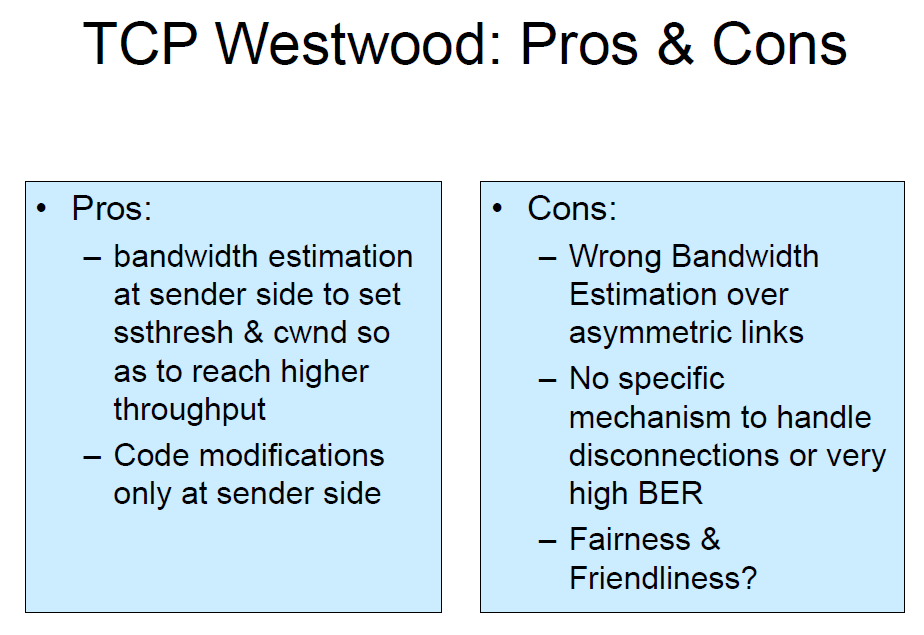 TCP Westwood: Pros & Cons
• Pros:
– bandwidth estimation
at sender side to set
ssthresh & cwnd so
as to reach higher
throughput
– Code modifications
only at sender side
• Cons:
– Wrong Bandwidth
Estimation over
asymmetric links
– No specific
mechanism to handle
disconnections or very
high BER
– Fairness &
Friendliness?